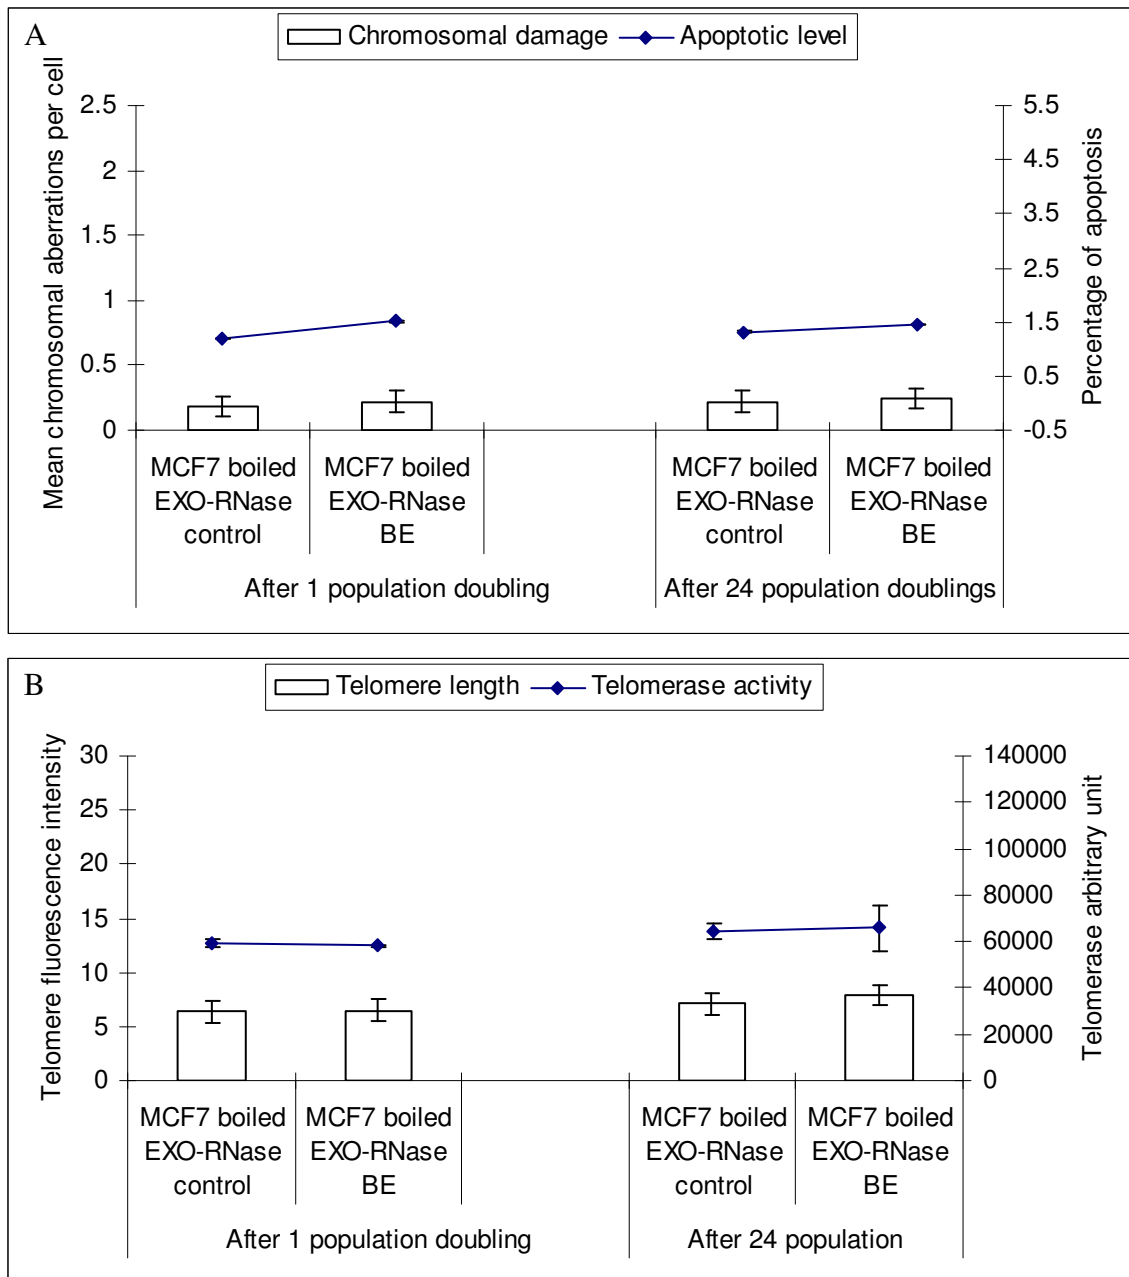 A
Chromosomal damage Apoptotic level
Mean chromosomal aberrations per cell
2.5
2
1.5
1
0.5
0
5.5
4.5
3.5
2.5
1.5
0.5
-0.5
Percentage of apoptosis
MCF7 boiled
EXO-RNase
control
MCF7 boiled
EXO-RNase
BE
MCF7 boiled
EXO-RNase
control
MCF7 boiled
EXO-RNase
BE
After 1 population doubling
After 24 population doublings
B
Telomere length Telomerase activity
Telomere fluorescence intensity
30
25
20
15
10
5
0
140000
120000
100000
80000
60000
40000
20000
0
Telomerase arbitrary unit
MCF7 boiled
EXO-RNase
control
MCF7 boiled
EXO-RNase
BE
MCF7 boiled
EXO-RNase
control
MCF7 boiled
EXO-RNase
BE
After 1 population doubling
After 24 population